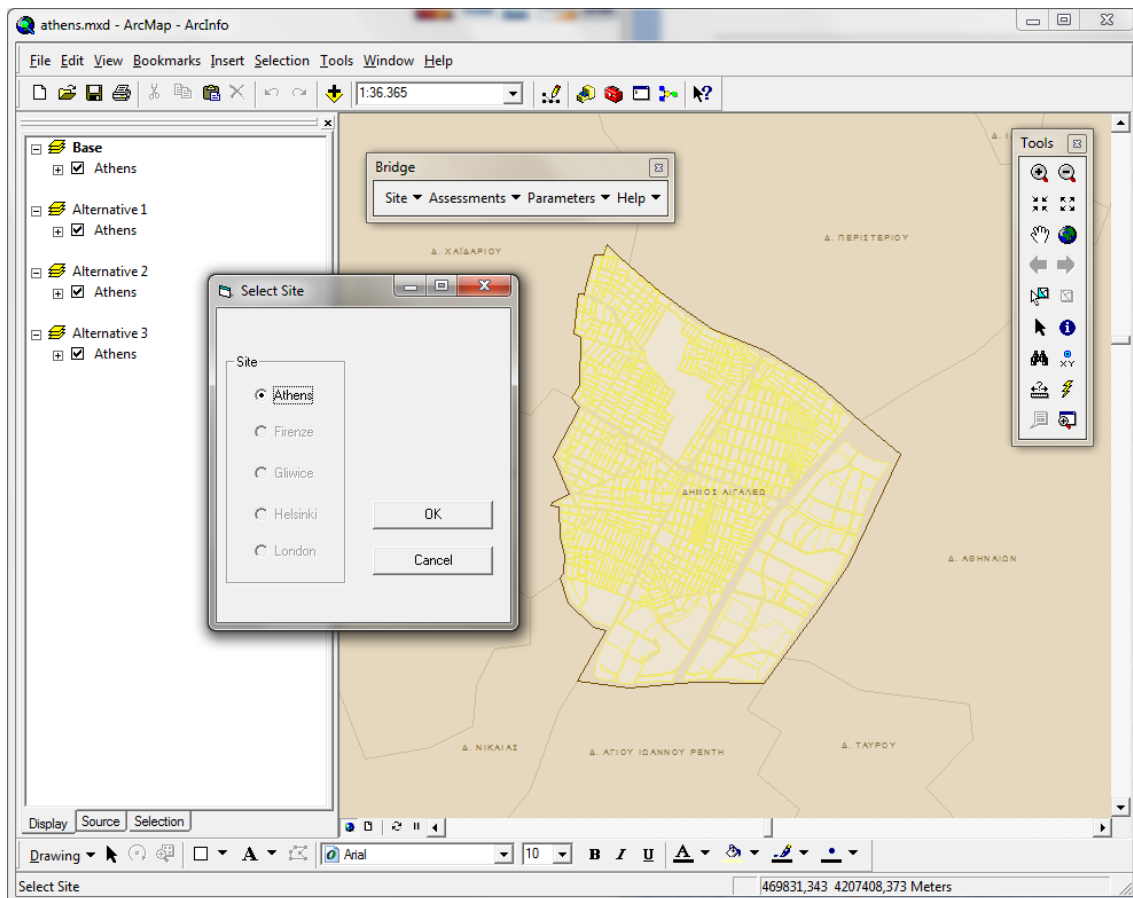 athens.mxd - ArcMap - ArcInfo
File Edit View Bookmarks Insert Selection Tools Window Help
1:36.365
Base
Athens
Alternative 1
Athens
Alternative 2
Athens
Alternative 3
Athens
Display Source Selection
Bridge
Site Assessments Parameters Help
Select Site
Site
Athens
Firenze
Gliwice
Helsinki
London
OK
Cancel
Δ. ΧΑΪΔΑΡΙΟΥ
Δ. ΠΕΡΙΣΤΕΡΙΟΥ
ΔΗΜΟΣ ΑΙΓΑΛΕΩ
Δ. ΑΘΗΝΑΙΩΝ
Δ. ΝΙΚΑΙΑΣ
Δ. ΑΓΙΟΥ ΙΩΑΝΝΟΥ ΡΕΝΤΗ
Δ. ΤΑΥΡΟΥ
Tools
XY
Drawing A Arial 10 B I U A
Select Site
469831,343 4207408,373 Meters